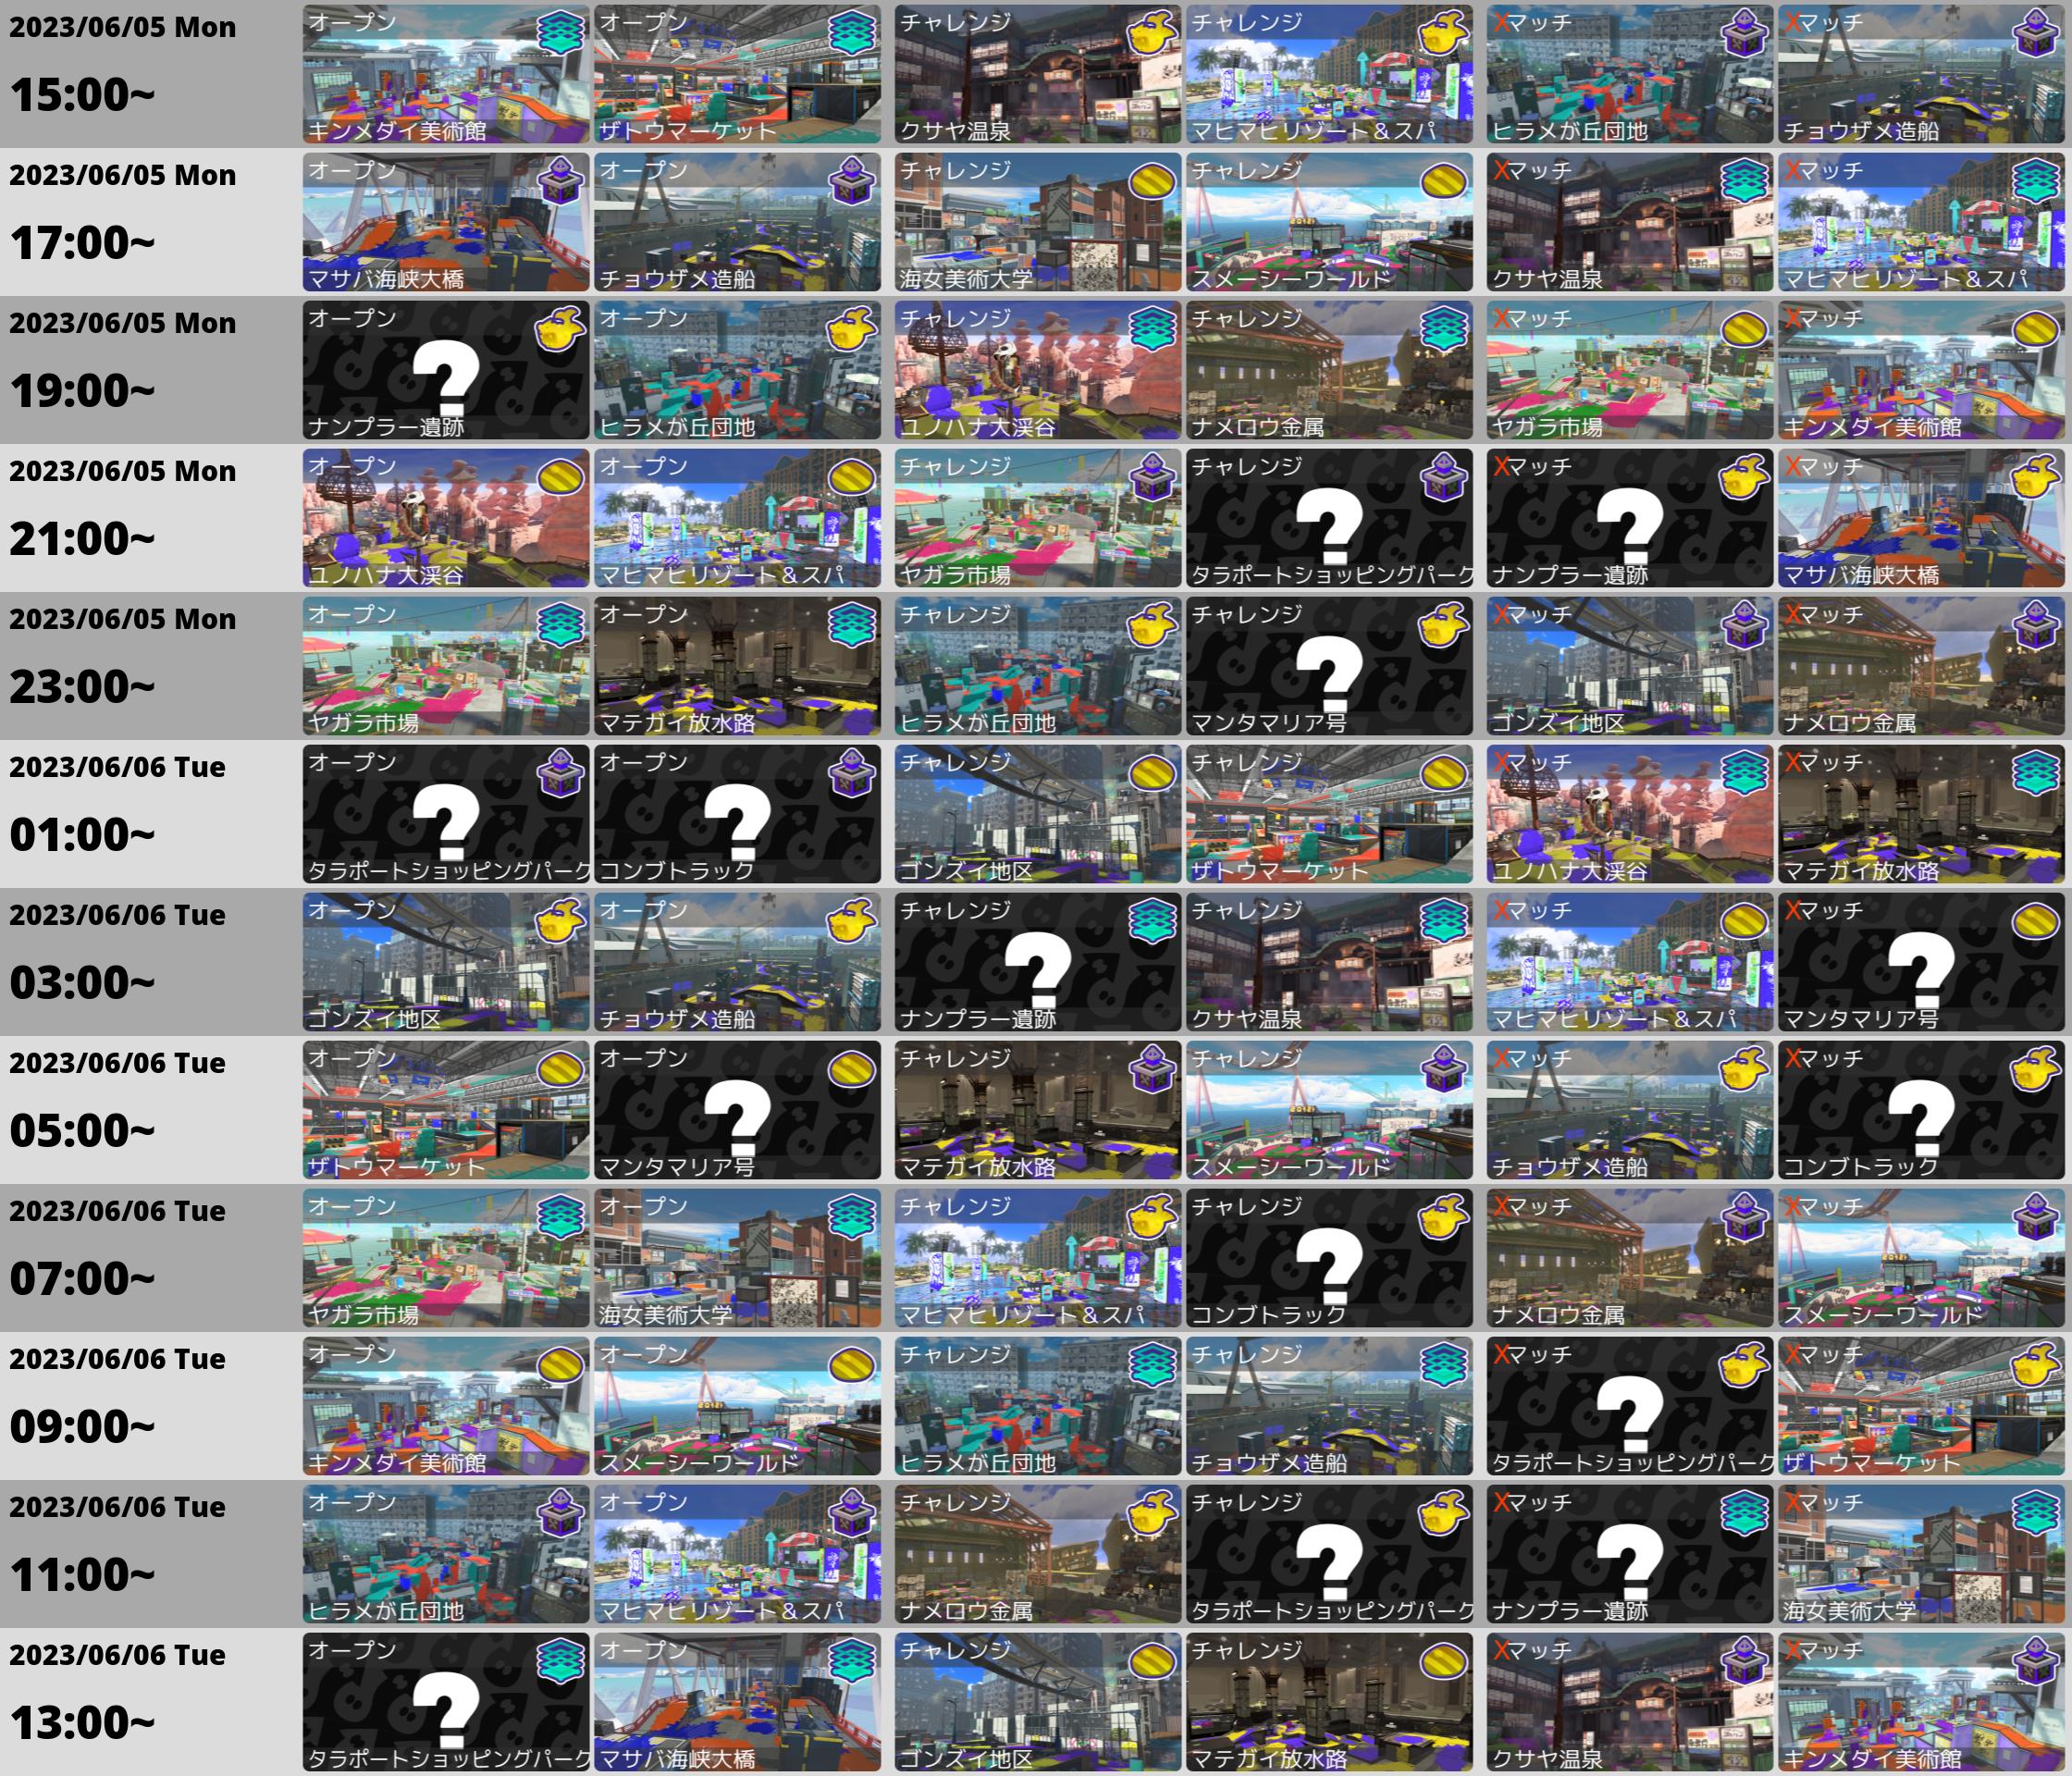 2023/06/05 Mon
15:00~
オープン オープン チャレンジ チャレンジ Xマッチ Xマッチ
キンメダイ美術館 ザトウマーケット クサヤ温泉 マヒマヒリゾート＆スパ ヒラメが丘団地 チョウザメ造船
2023/06/05 Mon
17:00~
オープン オープン チャレンジ チャレンジ Xマッチ Xマッチ
マサバ海峡大橋 チョウザメ造船 海女美術大学 スメーシーワールド クサヤ温泉 マヒマヒリゾート＆スパ
2023/06/05 Mon
19:00~
オープン オープン チャレンジ チャレンジ Xマッチ Xマッチ
?
ナンプラー遺跡 ヒラメが丘団地 ユノハナ大渓谷 ナメロウ金属 ヤガラ市場 キンメダイ美術館
2023/06/05 Mon
21:00~
オープン オープン チャレンジ チャレンジ Xマッチ Xマッチ
? ?
ユノハナ大渓谷 マヒマヒリゾート＆スパ ヤガラ市場 タラポートショッピングパーク ナンプラー遺跡 マサバ海峡大橋
2023/06/05 Mon
23:00~
オープン オープン チャレンジ チャレンジ Xマッチ Xマッチ
?
ヤガラ市場 マテガイ放水路 ヒラメが丘団地 マンタマリア号 ゴンズイ地区 ナメロウ金属
2023/06/06 Tue
01:00~
オープン オープン チャレンジ チャレンジ Xマッチ Xマッチ
? ?
タラポートショッピングパーク コンブトラック ゴンズイ地区 ザトウマーケット ユノハナ大渓谷 マテガイ放水路
2023/06/06 Tue
03:00~
オープン オープン チャレンジ チャレンジ Xマッチ Xマッチ
? ?
ゴンズイ地区 チョウザメ造船 ナンプラー遺跡 クサヤ温泉 マヒマヒリゾート＆スパ マンタマリア号
2023/06/06 Tue
05:00~
オープン オープン チャレンジ チャレンジ Xマッチ Xマッチ
? ?
ザトウマーケット マンタマリア号 マテガイ放水路 スメーシーワールド チョウザメ造船 コンブトラック
2023/06/06 Tue
07:00~
オープン オープン チャレンジ チャレンジ Xマッチ Xマッチ
?
ヤガラ市場 海女美術大学 マヒマヒリゾート＆スパ コンブトラック ナメロウ金属 スメーシーワールド
2023/06/06 Tue
09:00~
オープン オープン チャレンジ チャレンジ Xマッチ Xマッチ
?
キンメダイ美術館 スメーシーワールド ヒラメが丘団地 チョウザメ造船 タラポートショッピングパーク ザトウマーケット
2023/06/06 Tue
11:00~
オープン オープン チャレンジ チャレンジ Xマッチ Xマッチ
? ?
ヒラメが丘団地 マヒマヒリゾート＆スパ ナメロウ金属 タラポートショッピングパーク ナンプラー遺跡 海女美術大学
2023/06/06 Tue
13:00~
オープン オープン チャレンジ チャレンジ Xマッチ Xマッチ
?
タラポートショッピングパーク マサバ海峡大橋 ゴンズイ地区 マテガイ放水路 クサヤ温泉 キンメダイ美術館